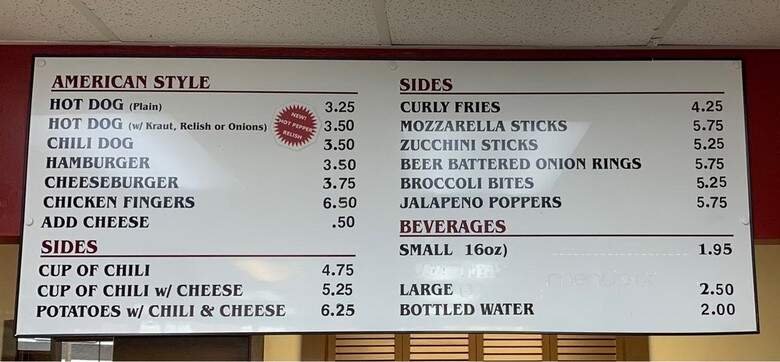 AMERICAN STYLE
HOT DOG (Plain) 3.25
HOT DOG (w/ Kraut, Relish or Onions) 3.50
NEW!
HOT PEPPER
RELISH
CHILI DOG 3.50
HAMBURGER 3.50
CHEESEBURGER 3.75
CHICKEN FINGERS 6.50
ADD CHEESE .50
SIDES
CUP OF CHILI 4.75
CUP OF CHILI w/ CHEESE 5.25
POTATOES w/ CHILI & CHEESE 6.25
SIDES
CURLY FRIES 4.25
MOZZARELLA STICKS 5.75
ZUCCHINI STICKS 5.25
BEER BATTERED ONION RINGS 5.75
BROCCOLI BITES 5.25
JALAPENO POPPERS 5.75
BEVERAGES
SMALL 16oz) 1.95
LARGE 2.50
BOTTLED WATER 2.00